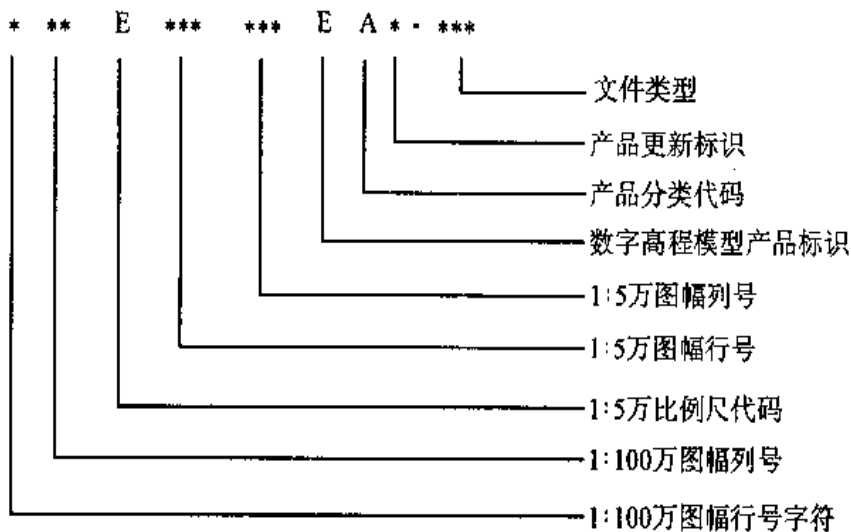 * ** E *** *** E A * - ***
文件类型
产品更新标识
产品分类代码
数字高程模型产品标识
1:5万图幅列号
1:5万图幅行号
1:5万比例尺代码
1:100万图幅列号
1:100万图幅行号字符